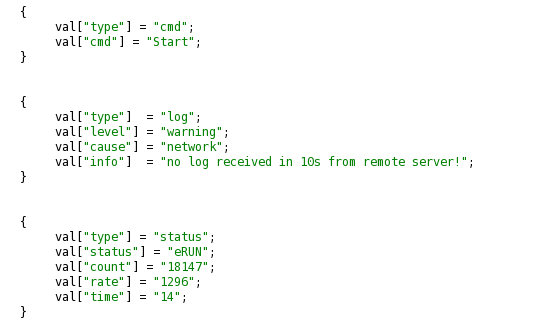 {
val["type"] = "cmd";
val["cmd"] = "Start";
}
{
val["type"]  = "log";
val["level"] = "warning";
val["cause"] = "network";
val["info"]  = "no log received in 10s from remote server!";
}
{
val["type"] = "status";
val["status"] = "eRUN";
val["count"] = "18147";
val["rate"] = "1296";
val["time"] = "14";
}